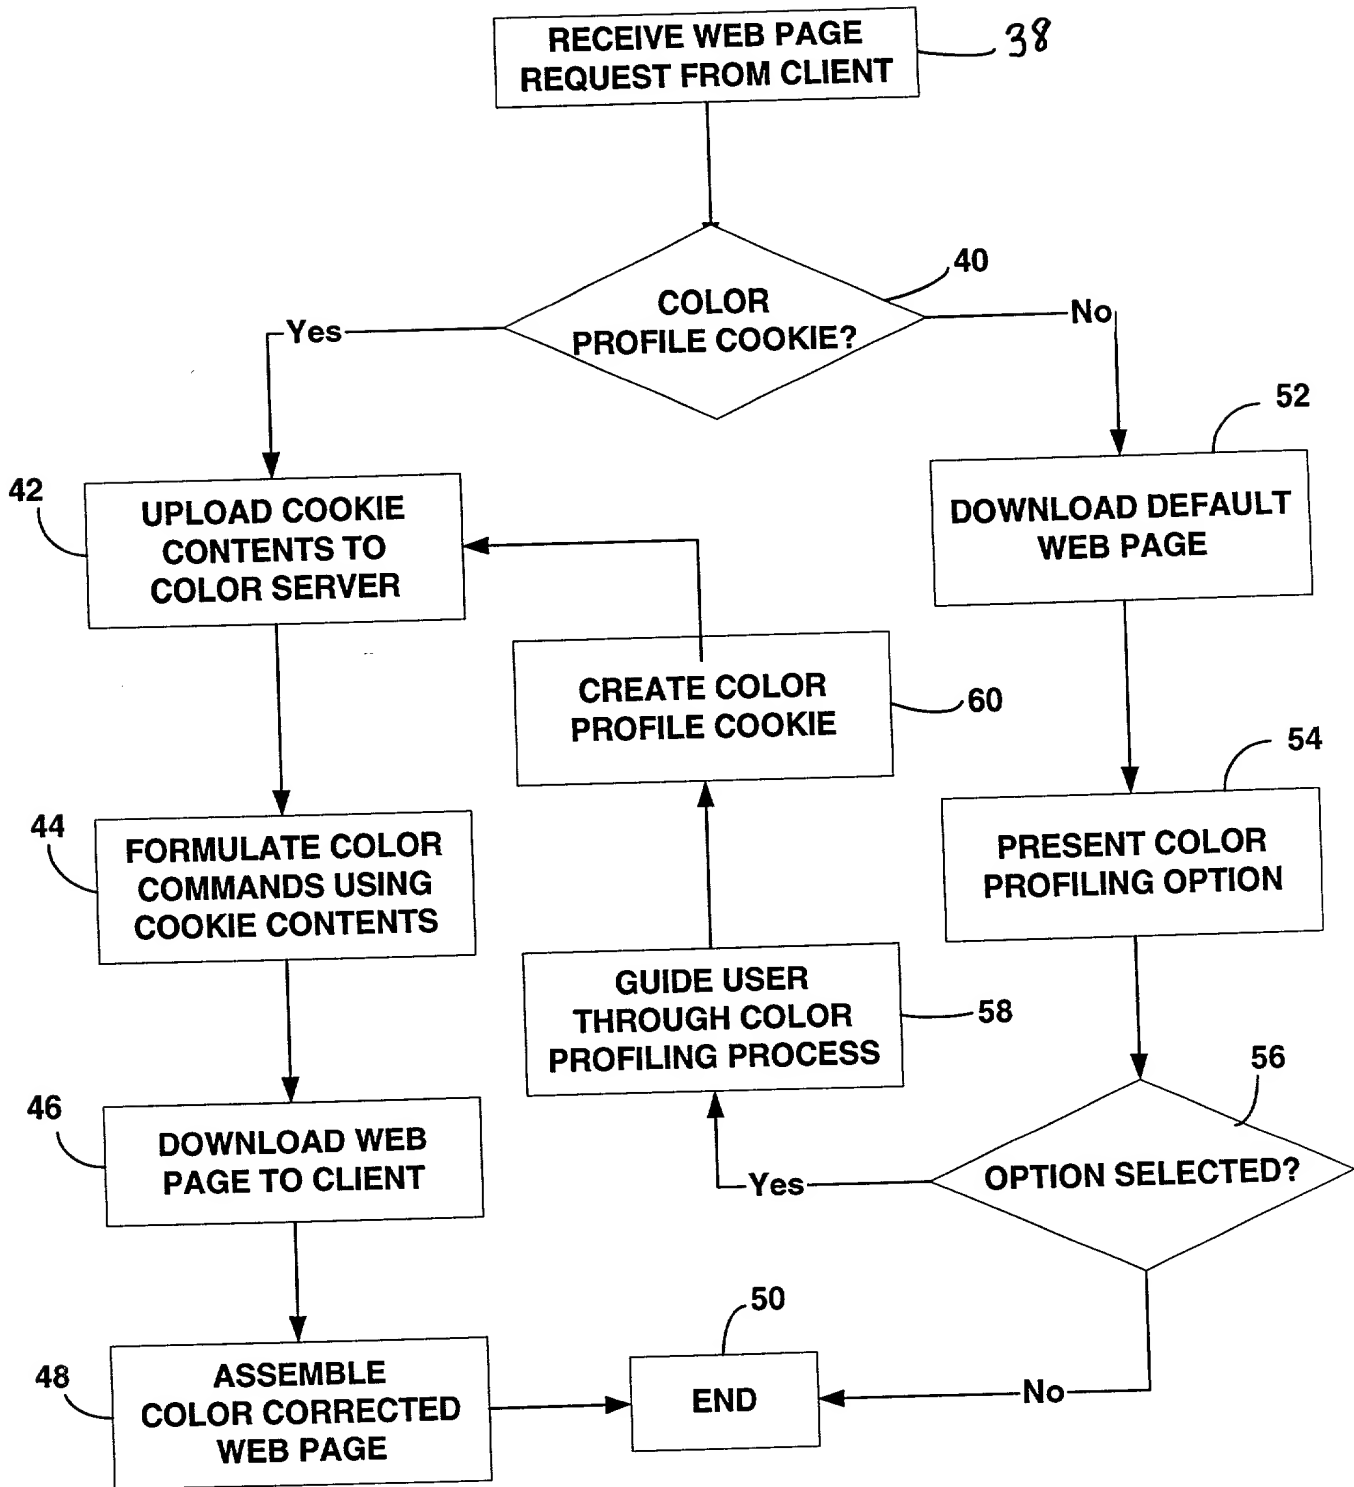 RECEIVE WEB PAGE
REQUEST FROM CLIENT
38
COLOR
PROFILE COOKIE?
40
Yes
No
42
UPLOAD COOKIE
CONTENTS TO
COLOR SERVER
52
DOWNLOAD DEFAULT
WEB PAGE
CREATE COLOR
PROFILE COOKIE
60
54
PRESENT COLOR
PROFILING OPTION
44
FORMULATE COLOR
COMMANDS USING
COOKIE CONTENTS
GUIDE USER
THROUGH COLOR
PROFILING PROCESS
58
56
OPTION SELECTED?
Yes
No
46
DOWNLOAD WEB
PAGE TO CLIENT
48
ASSEMBLE
COLOR CORRECTED
WEB PAGE
50
END